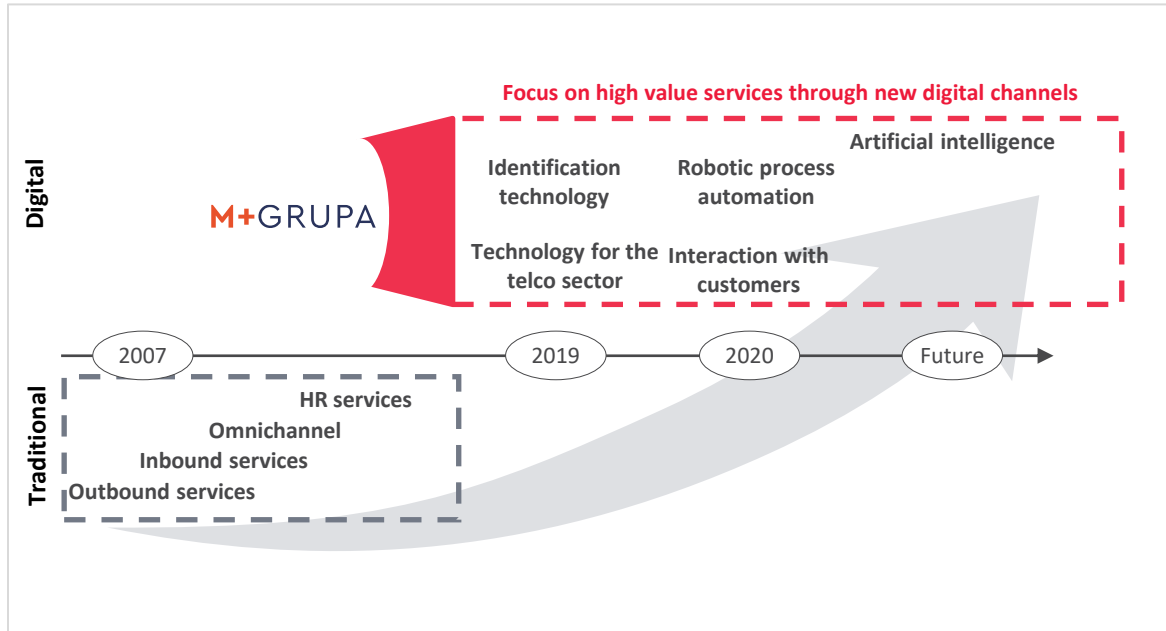 Focus on high value services through new digital channels
Digital
M+GRUPA
Identification
technology
Robotic process
automation
Artificial intelligence
Technology for the
telco sector
Interaction with
customers
2007
2019
2020
Future
Traditional
HR services
Omnichannel
Inbound services
Outbound services